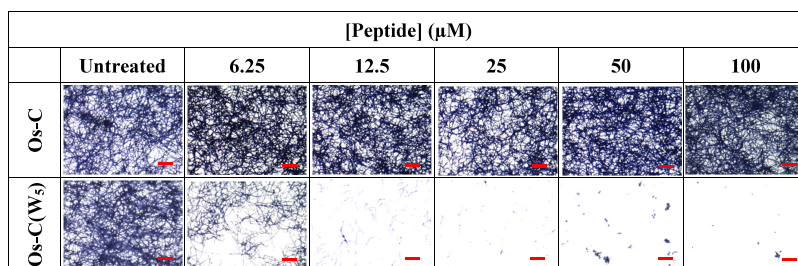 [Peptide] (µM)
Untreated 6.25 12.5 25 50 100
Os-C
Os-C(W₅)